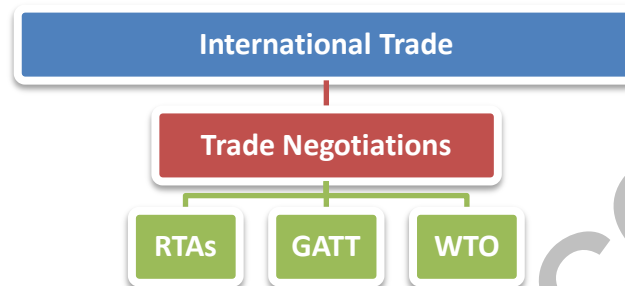 International Trade
Trade Negotiations
RTAs
GATT
WTO